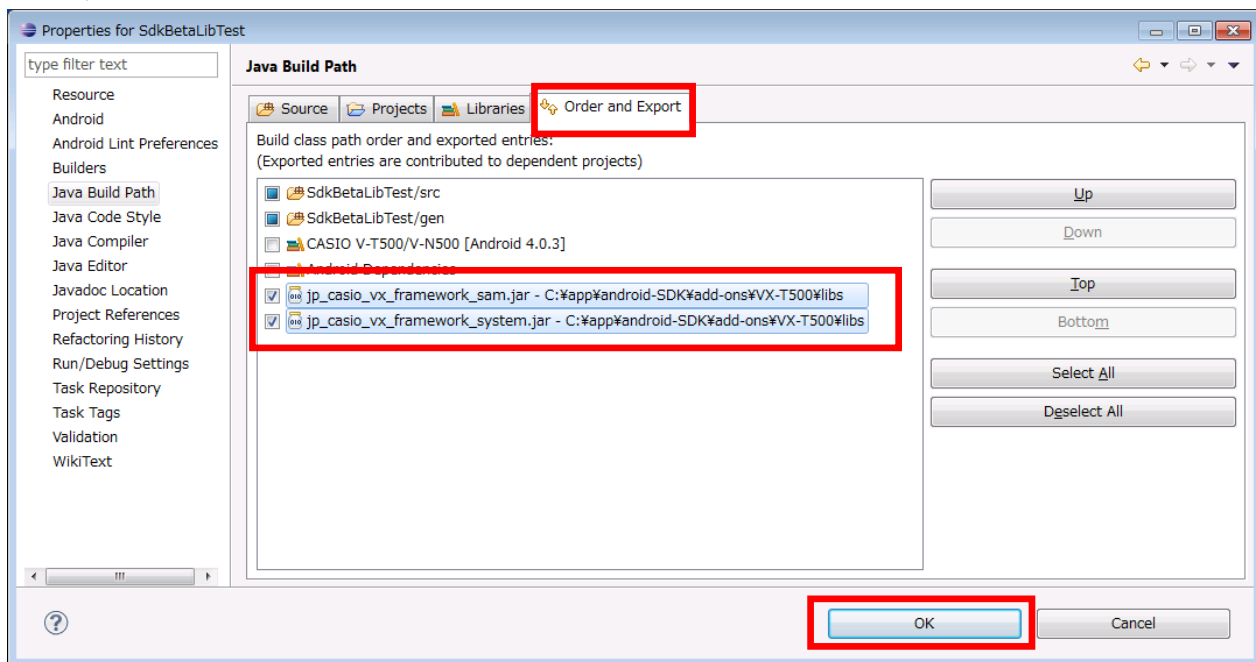 Properties for SdkBetaLibTest
type filter text
Java Build Path
Resource
Android
Android Lint Preferences
Builders
Java Build Path
Java Code Style
Java Compiler
Java Editor
Javadoc Location
Project References
Refactoring History
Run/Debug Settings
Task Repository
Task Tags
Validation
WikiText
Source
Projects
Libraries
Order and Export
Build class path order and exported entries:
(Exported entries are contributed to dependent projects)
SdkBetaLibTest/src
SdkBetaLibTest/gen
CASIO V-T500/V-N500 [Android 4.0.3]
Android Dependencies
jp_casio_vx_framework_sam.jar - C:¥app¥android-SDK¥add-ons¥VX-T500¥libs
jp_casio_vx_framework_system.jar - C:¥app¥android-SDK¥add-ons¥VX-T500¥libs
Up
Down
Top
Bottom
Select All
Deselect All
?
OK
Cancel